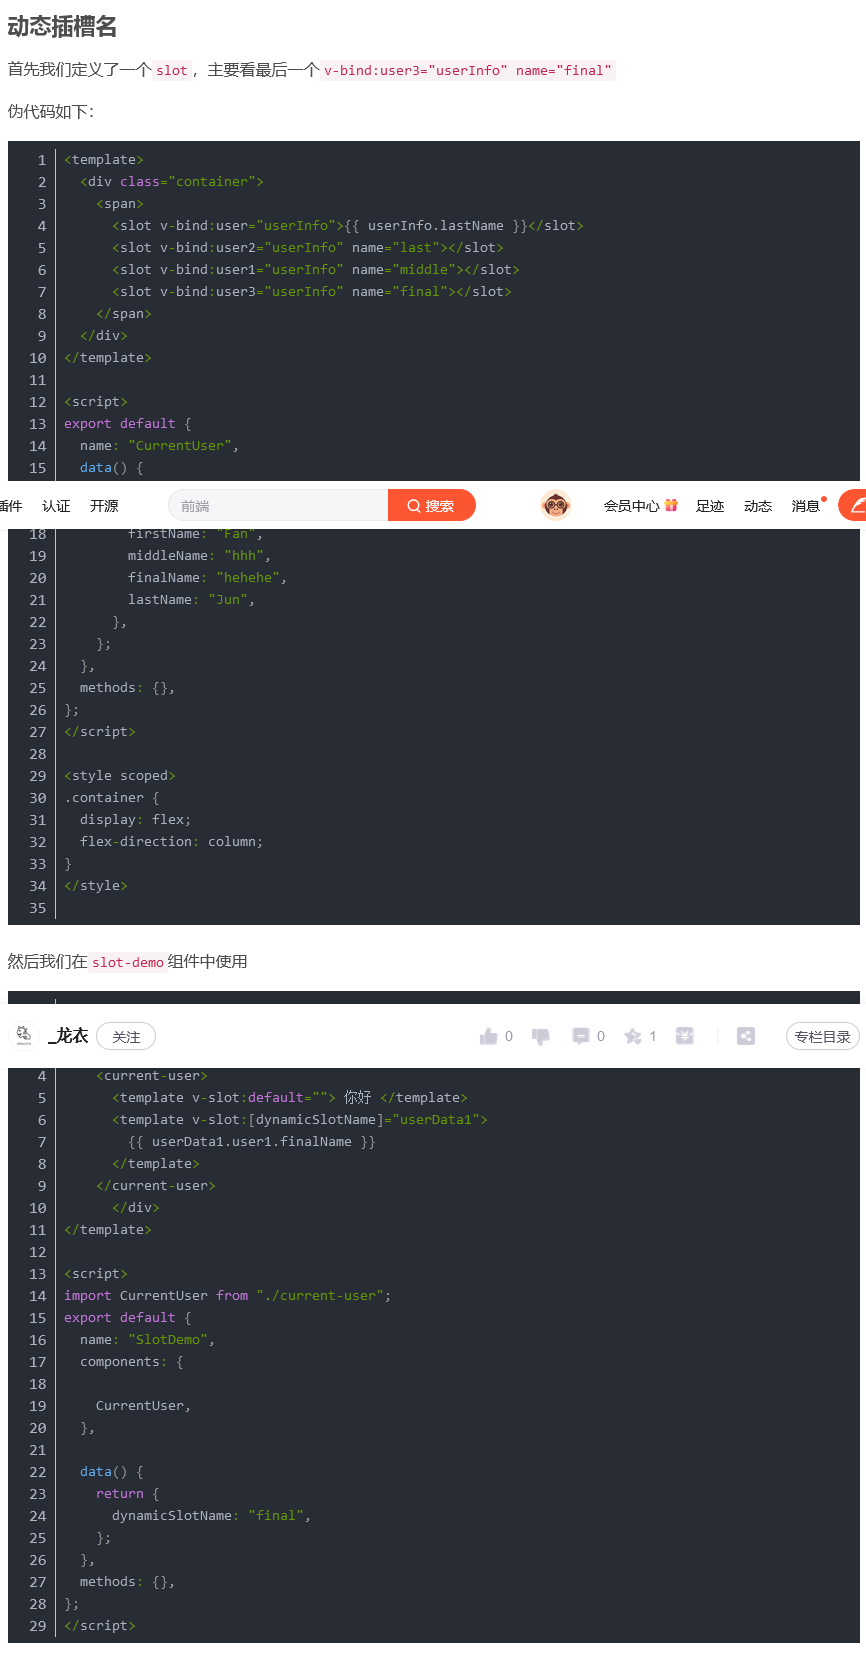 动态插槽名
首先我们定义了一个 slot ，主要看最后一个 v-bind:user3="userInfo" name="final"
伪代码如下：
1 <template>
2   <div class="container">
3     <span>
4       <slot v-bind:user="userInfo">{{ userInfo.lastName }}</slot>
5       <slot v-bind:user2="userInfo" name="last"></slot>
6       <slot v-bind:user1="userInfo" name="middle"></slot>
7       <slot v-bind:user3="userInfo" name="final"></slot>
8     </span>
9   </div>
10 </template>
11
12 <script>
13 export default {
14   name: "CurrentUser",
15   data() {
插件 认证 开源 前端 搜索 会员中心 足迹 动态 消息
18         firstName: "Fan",
19         middleName: "hhh",
20         finalName: "hehehe",
21         lastName: "Jun",
22       },
23     };
24   },
25   methods: {},
26 };
27 </script>
28
29 <style scoped>
30 .container {
31   display: flex;
32   flex-direction: column;
33 }
34 </style>
35
然后我们在 slot-demo 组件中使用
_龙衣 关注 0 0 1 专栏目录
4     <current-user>
5       <template v-slot:default=""> 你好 </template>
6       <template v-slot:[dynamicSlotName]="userData1">
7         {{ userData1.user1.finalName }}
8       </template>
9     </current-user>
10       </div>
11 </template>
12
13 <script>
14 import CurrentUser from "./current-user";
15 export default {
16   name: "SlotDemo",
17   components: {
18
19     CurrentUser,
20   },
21
22   data() {
23     return {
24       dynamicSlotName: "final",
25     };
26   },
27   methods: {},
28 };
29 </script>